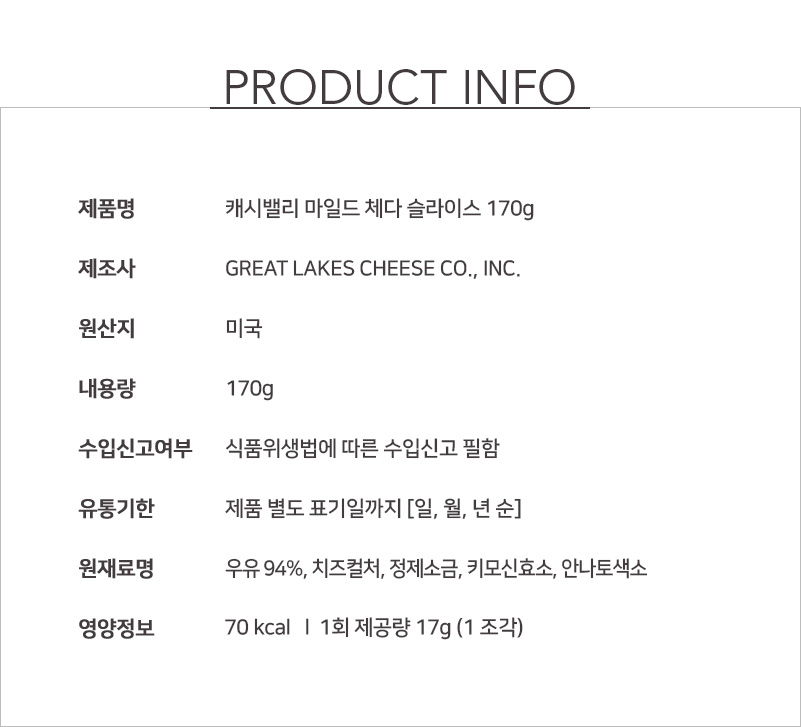 PRODUCT INFO
제품명 캐시밸리 마일드 체다 슬라이스 170g
제조사 GREAT LAKES CHEESE CO., INC.
원산지 미국
내용량 170g
수입신고여부 식품위생법에 따른 수입신고 필함
유통기한 제품 별도 표기일까지 [일, 월, 년 순]
원재료명 우유 94%, 치즈컬처, 정제소금, 키모신효소, 안나토색소
영양정보 70 kcal ㅣ 1회 제공량 17g (1 조각)